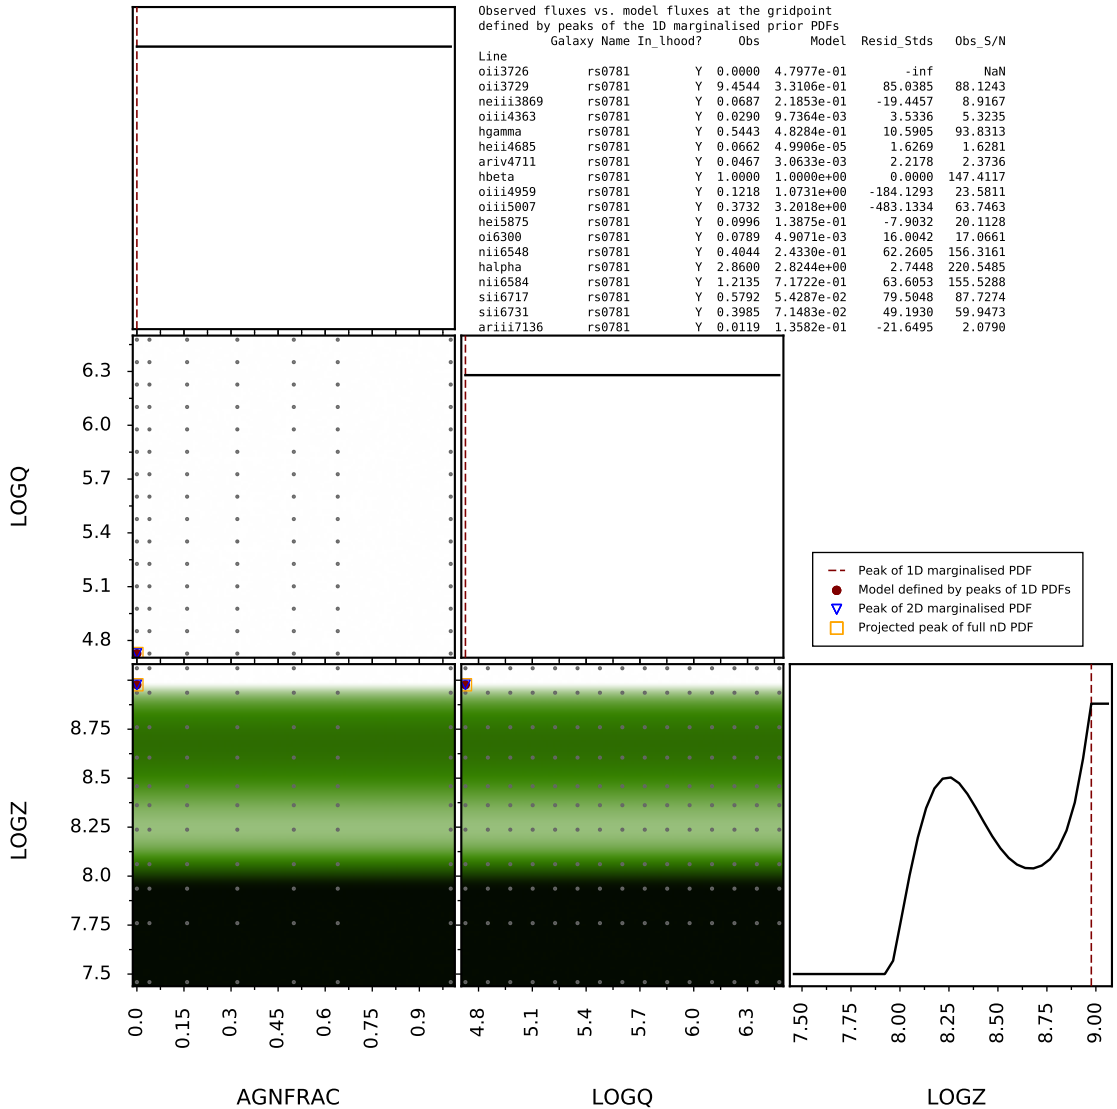 Observed fluxes vs. model fluxes at the gridpoint
defined by peaks of the 1D marginalised prior PDFs
Galaxy Name In_lhood? Obs Model Resid_Stds Obs_S/N
Line
oii3726 rs0781 Y 0.0000 4.7977e-01 -inf NaN
oii3729 rs0781 Y 9.4544 3.3106e-01 85.0385 88.1243
neiii3869 rs0781 Y 0.0687 2.1853e-01 -19.4457 8.9167
oiii4363 rs0781 Y 0.0290 9.7364e-03 3.5336 5.3235
hgamma rs0781 Y 0.5443 4.8284e-01 10.5905 93.8313
heii4685 rs0781 Y 0.0662 4.9906e-05 1.6269 1.6281
ariv4711 rs0781 Y 0.0467 3.0633e-03 2.2178 2.3736
hbeta rs0781 Y 1.0000 1.0000e+00 0.0000 147.4117
oiii4959 rs0781 Y 0.1218 1.0731e+00 -184.1293 23.5811
oiii5007 rs0781 Y 0.3732 3.2018e+00 -483.1334 63.7463
hei5875 rs0781 Y 0.0996 1.3875e-01 -7.9032 20.1128
oi6300 rs0781 Y 0.0789 4.9071e-03 16.0042 17.0661
nii6548 rs0781 Y 0.4044 2.4330e-01 62.2605 156.3161
halpha rs0781 Y 2.8600 2.8244e+00 2.7448 220.5485
nii6584 rs0781 Y 1.2135 7.1722e-01 63.6053 155.5288
sii6717 rs0781 Y 0.5792 5.4287e-02 79.5048 87.7274
sii6731 rs0781 Y 0.3985 7.1483e-02 49.1930 59.9473
ariii7136 rs0781 Y 0.0119 1.3582e-01 -21.6495 2.0790
LOGQ
6.3
6.0
5.7
5.4
5.1
4.8
Peak of 1D marginalised PDF
Model defined by peaks of 1D PDFs
Peak of 2D marginalised PDF
Projected peak of full nD PDF
LOGZ
8.75
8.5
8.25
8.0
7.75
7.5
0.0 0.15 0.3 0.45 0.6 0.75 0.9
4.8 5.1 5.4 5.7 6.0 6.3
7.50 7.75 8.00 8.25 8.50 8.75 9.00
AGNFRAC LOGQ LOGZ